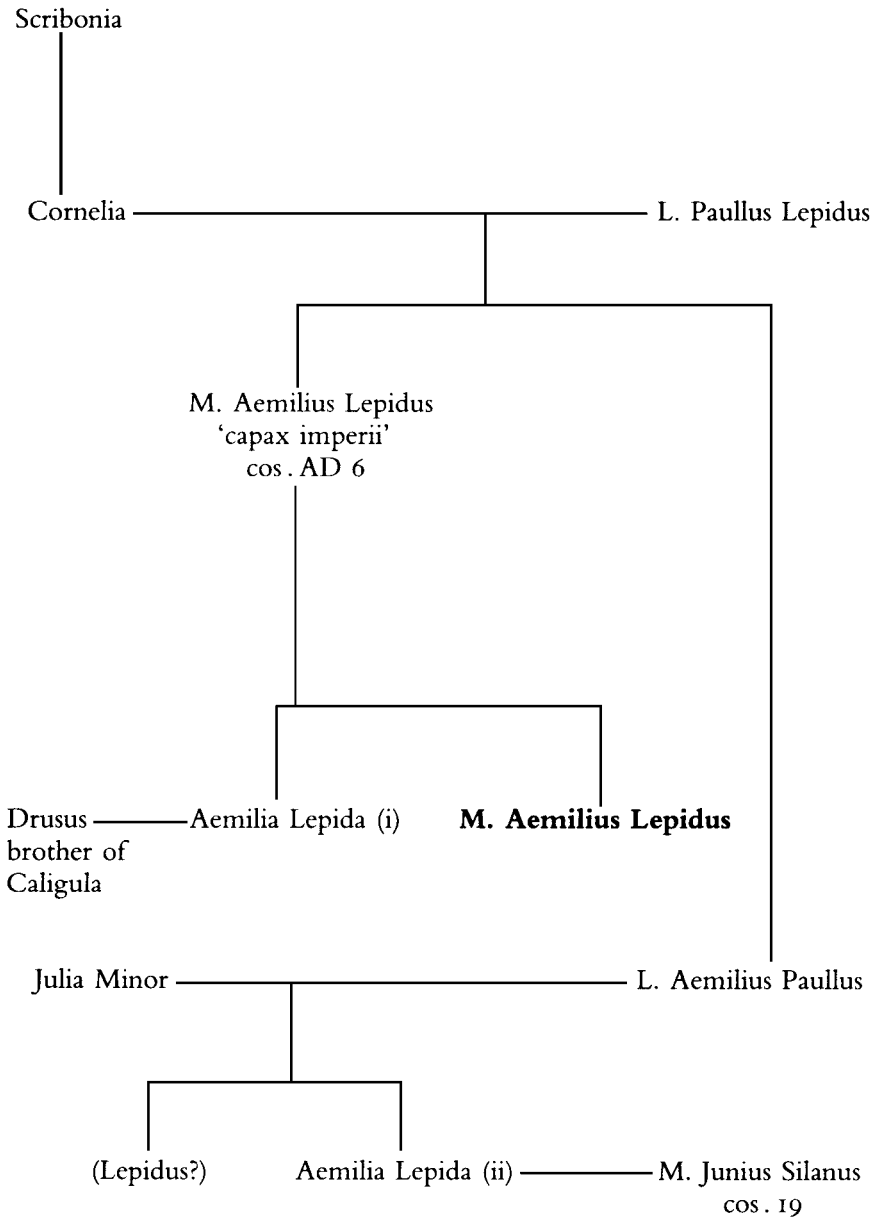 Scribonia
Cornelia
L. Paullus Lepidus
M. Aemilius Lepidus
‘capax imperii’
cos. AD 6
Drusus
brother of
Caligula
Aemilia Lepida (i)
M. Aemilius Lepidus
Julia Minor
L. Aemilius Paullus
(Lepidus?)
Aemilia Lepida (ii)
M. Junius Silanus
cos. 19